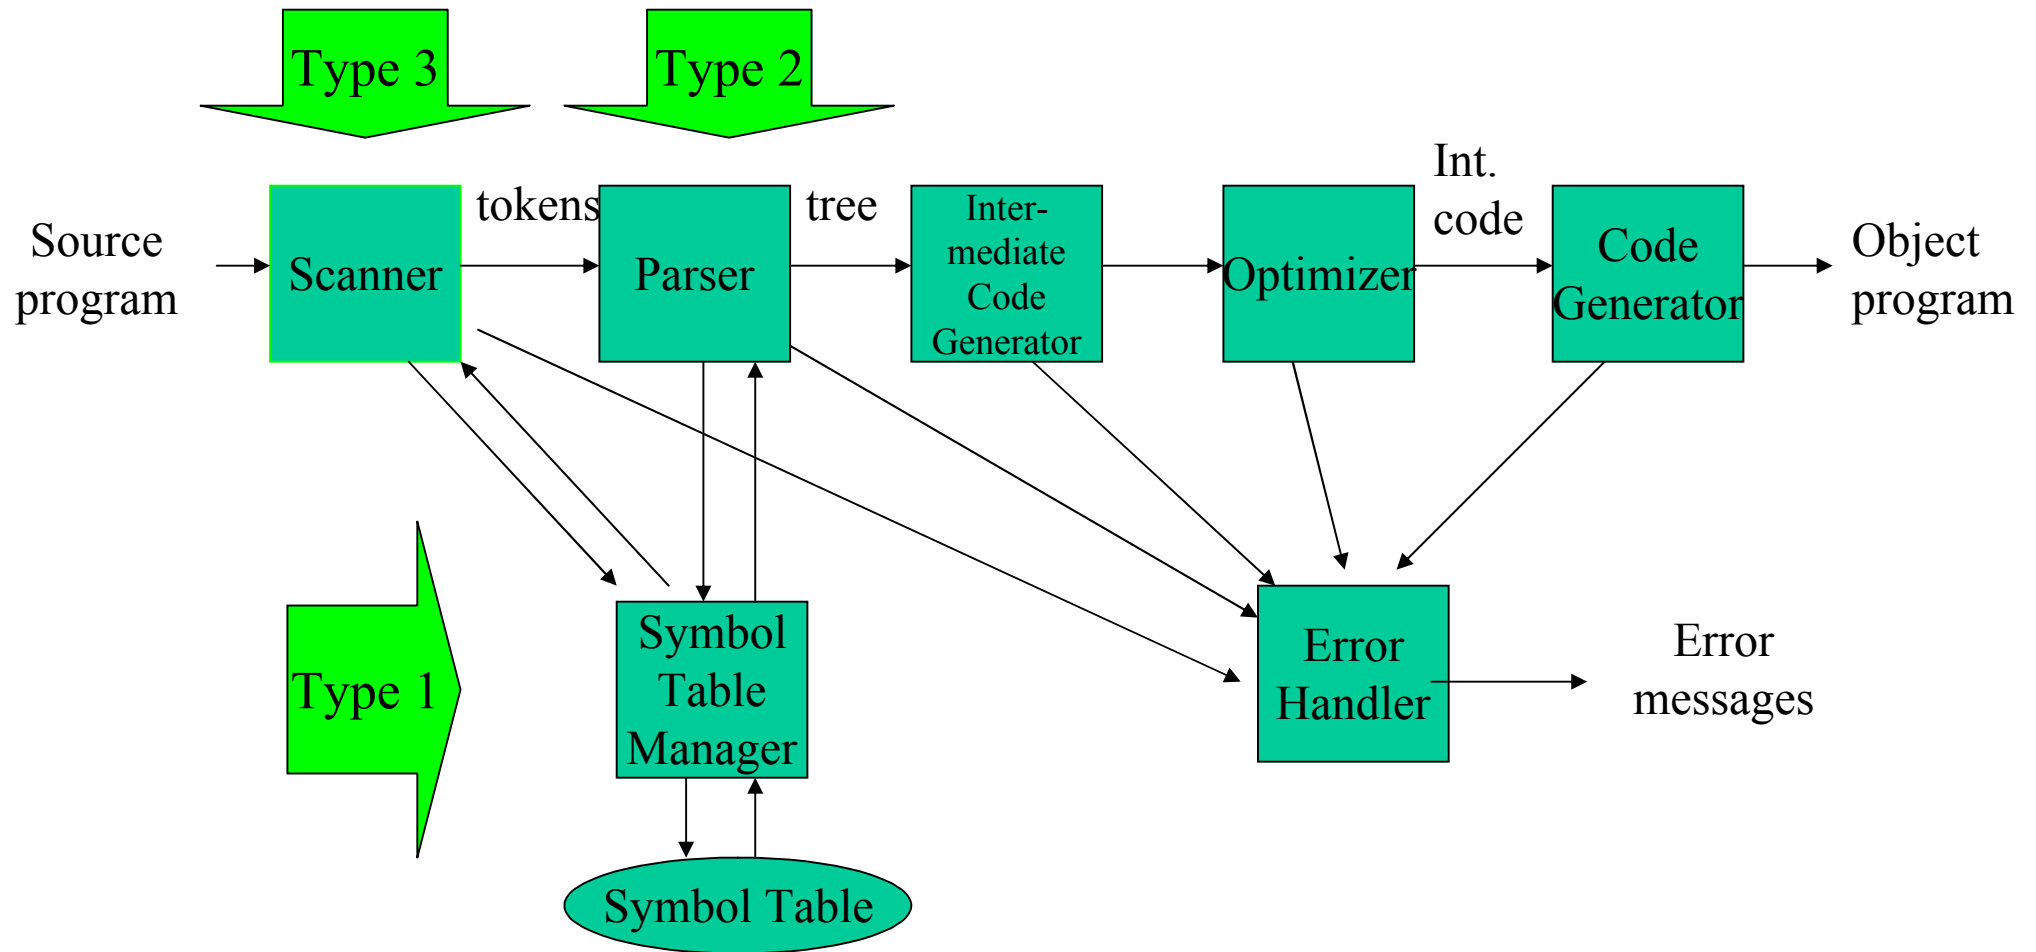 Type 3
Type 2
Source
program
Scanner
tokens
Parser
tree
Inter-
mediate
Code
Generator
Optimizer
Int.
code
Code
Generator
Object
program
Type 1
Symbol
Table
Manager
Error
Handler
Error
messages
Symbol Table